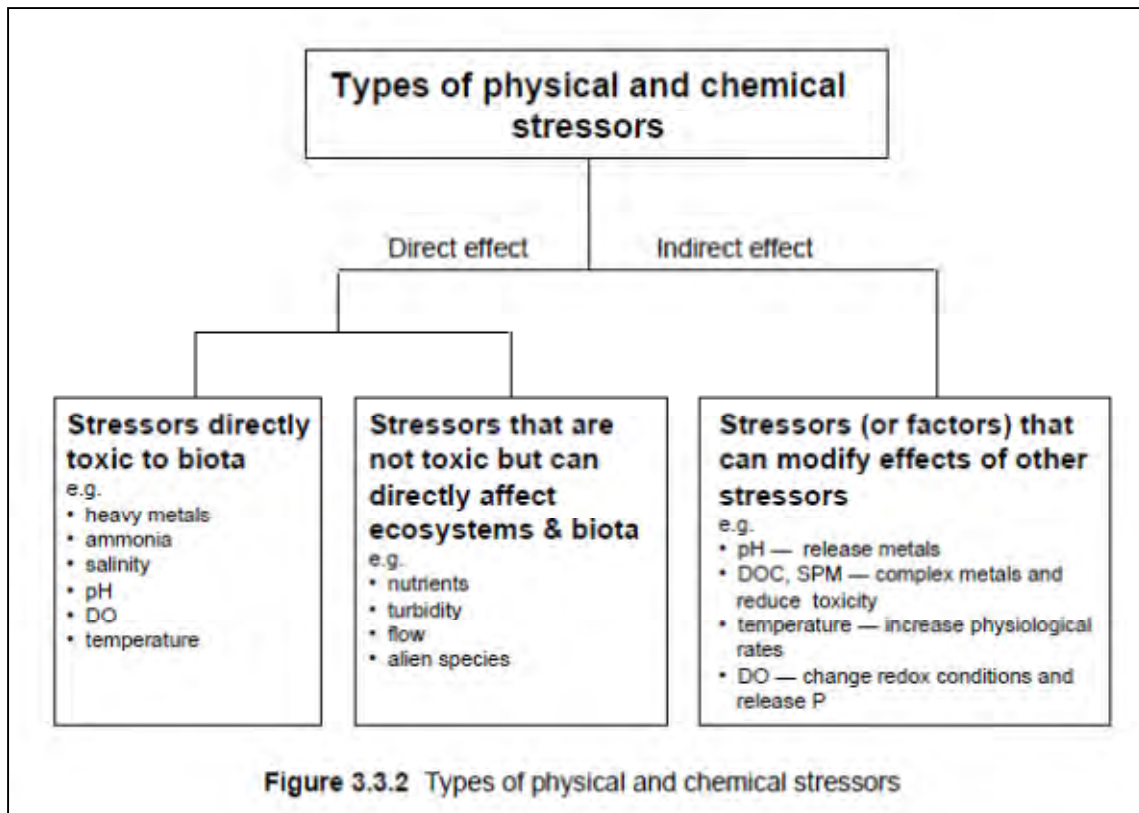 Types of physical and chemical
stressors
Direct effect
Indirect effect
Stressors directly
toxic to biota
e.g.
• heavy metals
• ammonia
• salinity
• pH
• DO
• temperature
Stressors that are
not toxic but can
directly affect
ecosystems & biota
e.g.
• nutrients
• turbidity
• flow
• alien species
Stressors (or factors) that
can modify effects of other
stressors
e.g.
• pH — release metals
• DOC, SPM — complex metals and
reduce toxicity
• temperature — increase physiological
rates
• DO — change redox conditions and
release P
Figure 3.3.2 Types of physical and chemical stressors